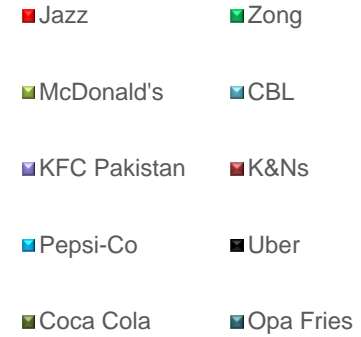 Jazz Zong
McDonald's CBL
KFC Pakistan K&Ns
Pepsi-Co Uber
Coca Cola Opa Fries